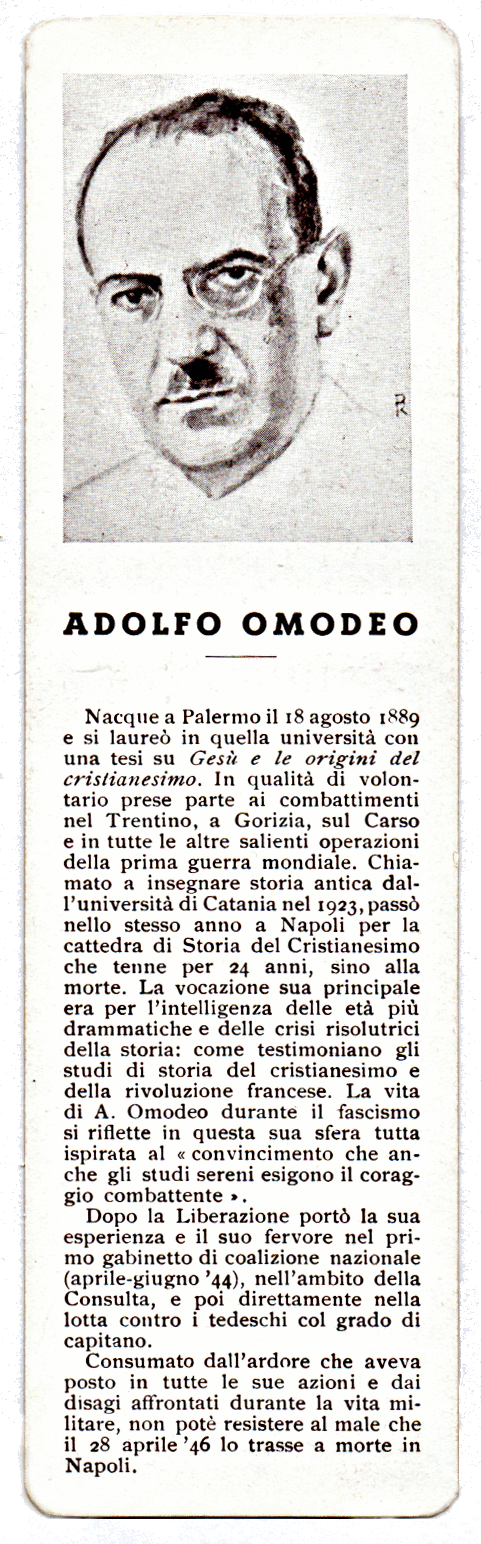 PR
ADOLFO OMODEO
Nacque a Palermo il 18 agosto 1889
e si laureò in quella università con
una tesi su Gesù e le origini del
cristianesimo. In qualità di volon-
tario prese parte ai combattimenti
nel Trentino, a Gorizia, sul Carso
e in tutte le altre salienti operazioni
della prima guerra mondiale. Chia-
mato a insegnare storia antica dal-
l'università di Catania nel 1923, passò
nello stesso anno a Napoli per la
cattedra di Storia del Cristianesimo
che tenne per 24 anni, sino alla
morte. La vocazione sua principale
era per l'intelligenza delle età più
drammatiche e delle crisi risolutrici
della storia: come testimoniano gli
studi di storia del cristianesimo e
della rivoluzione francese. La vita
di A. Omodeo durante il fascismo
si riflette in questa sua sfera tutta
ispirata al « convincimento che an-
che gli studi sereni esigono il corag-
gio combattente ».
Dopo la Liberazione portò la sua
esperienza e il suo fervore nel pri-
mo gabinetto di coalizione nazionale
(aprile-giugno '44), nell'ambito della
Consulta, e poi direttamente nella
lotta contro i tedeschi col grado di
capitano.
Consumato dall'ardore che aveva
posto in tutte le sue azioni e dai
disagi affrontati durante la vita mi-
litare, non potè resistere al male che
il 28 aprile '46 lo trasse a morte in
Napoli.